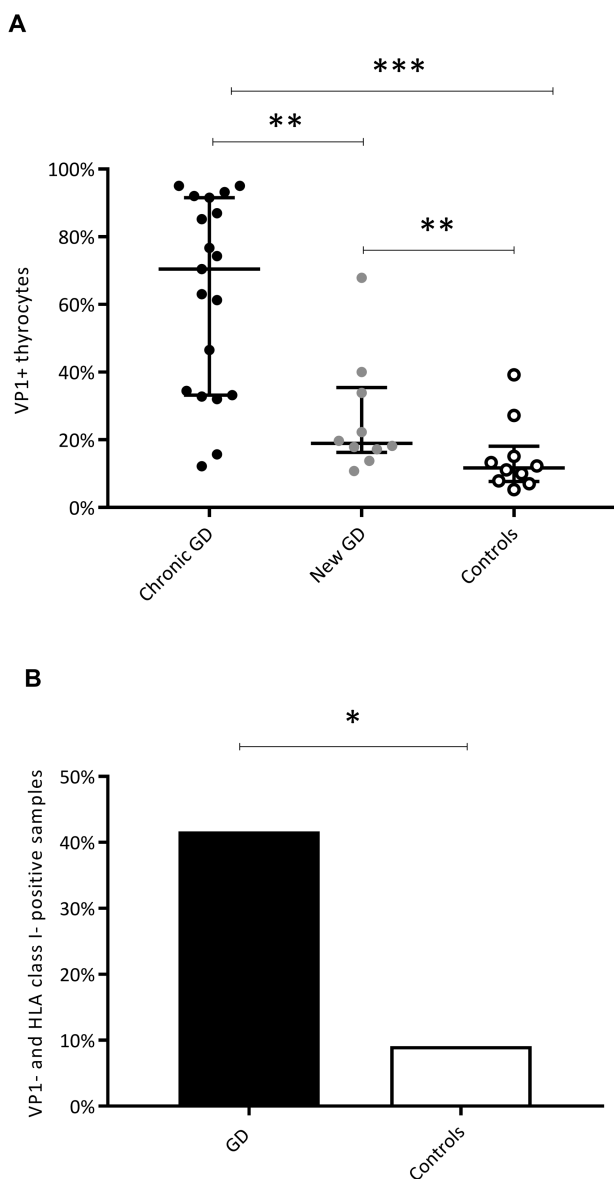 A
***
**
**
100%
80%
60%
40%
20%
0%
VP1+ thyrocytes
Chronic GD
New GD
Controls
B
*
50%
40%
30%
20%
10%
0%
VP1- and HLA class I- positive samples
GD
Controls